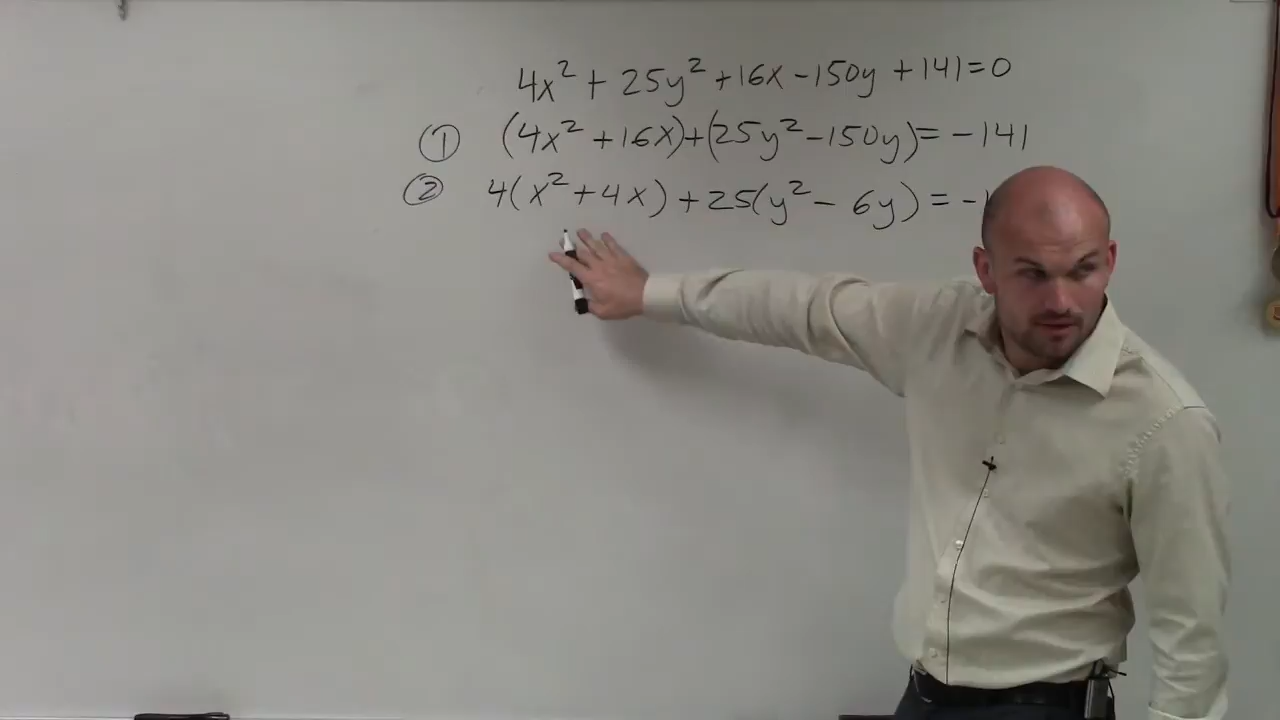 4x² + 25y² + 16x - 150y + 141 = 0
① (4x² + 16x) + (25y² - 150y) = - 141
② 4(x² + 4x) + 25(y² - 6y) = -